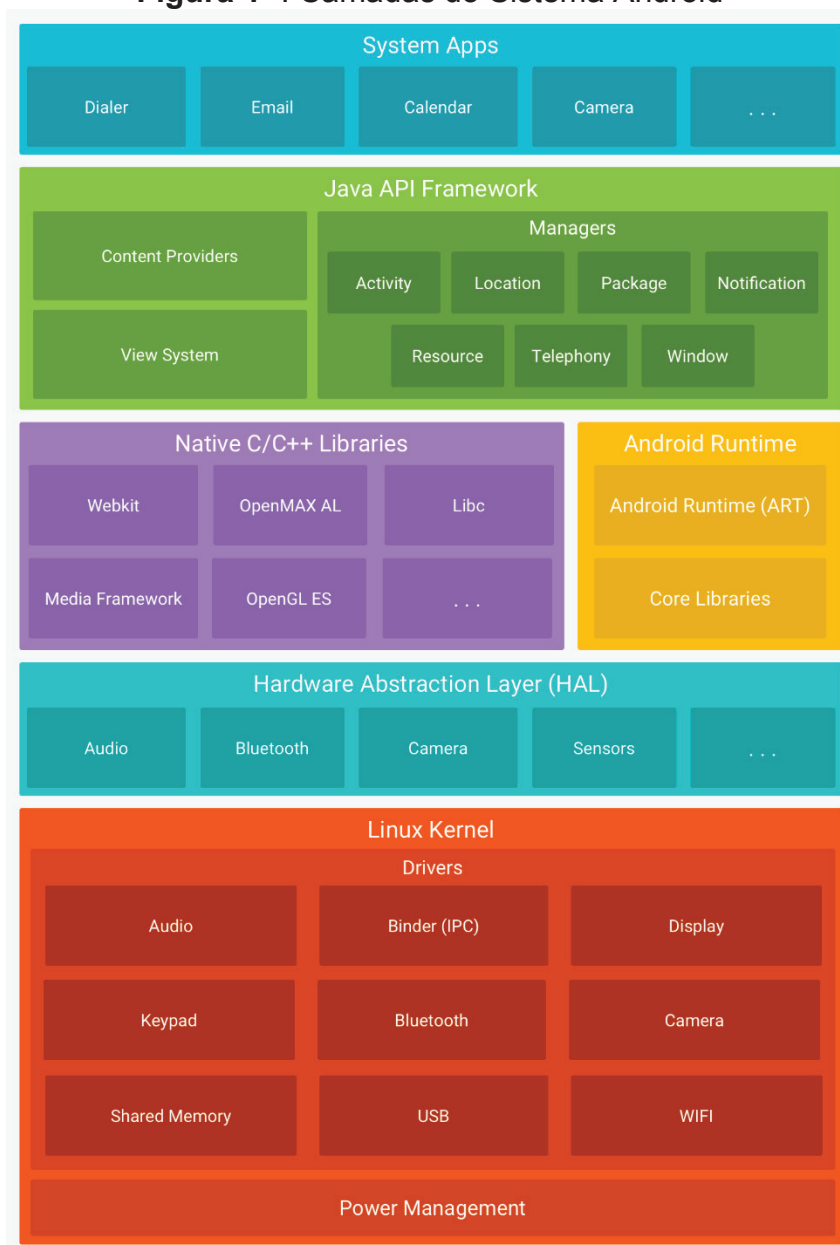 System Apps
Dialer Email Calendar Camera . . .
Java API Framework
Content Providers
View System
Managers
Activity Location Package Notification
Resource Telephony Window
Native C/C++ Libraries
Webkit OpenMAX AL Libc
Media Framework OpenGL ES . . .
Android Runtime
Android Runtime (ART)
Core Libraries
Hardware Abstraction Layer (HAL)
Audio Bluetooth Camera Sensors . . .
Linux Kernel
Drivers
Audio Binder (IPC) Display
Keypad Bluetooth Camera
Shared Memory USB WIFI
Power Management